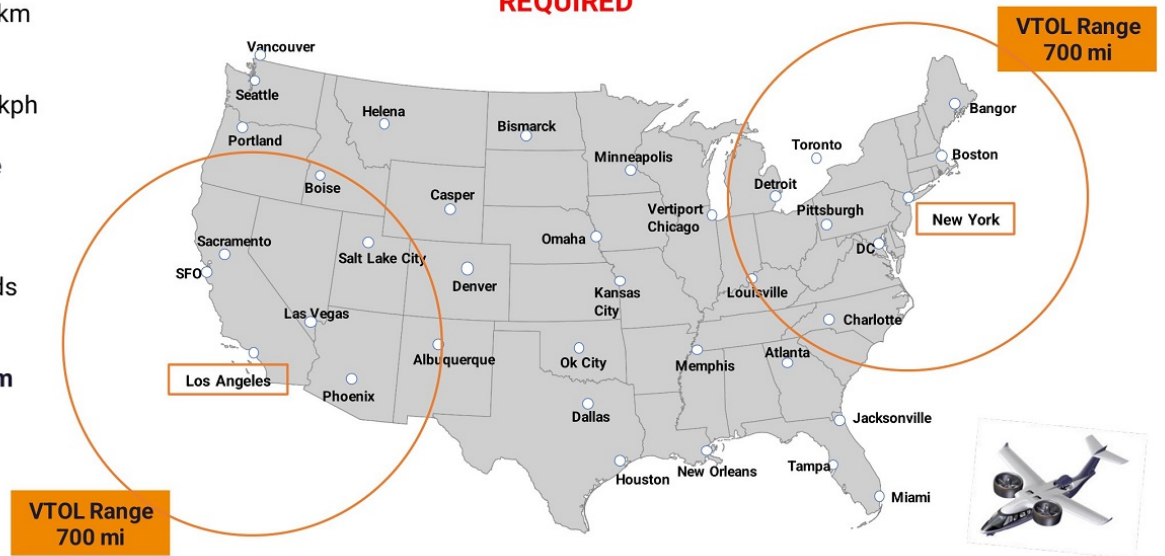 km
REQUIRED
kph
ds
m
VTOL Range
700 mi
Vancouver
Seattle
Portland
Helena
Bismarck
Minneapolis
Boise
Casper
Omaha
Vertiport
Chicago
Toronto
Detroit
Pittsburgh
Bangor
Boston
New York
DC
Sacramento
SFO
Salt Lake City
Denver
Kansas
City
Louisville
Charlotte
Las Vegas
Los Angeles
Albuquerque
Phoenix
Ok City
Memphis
Atlanta
Dallas
Jacksonville
Houston
New Orleans
Tampa
Miami
VTOL Range
700 mi